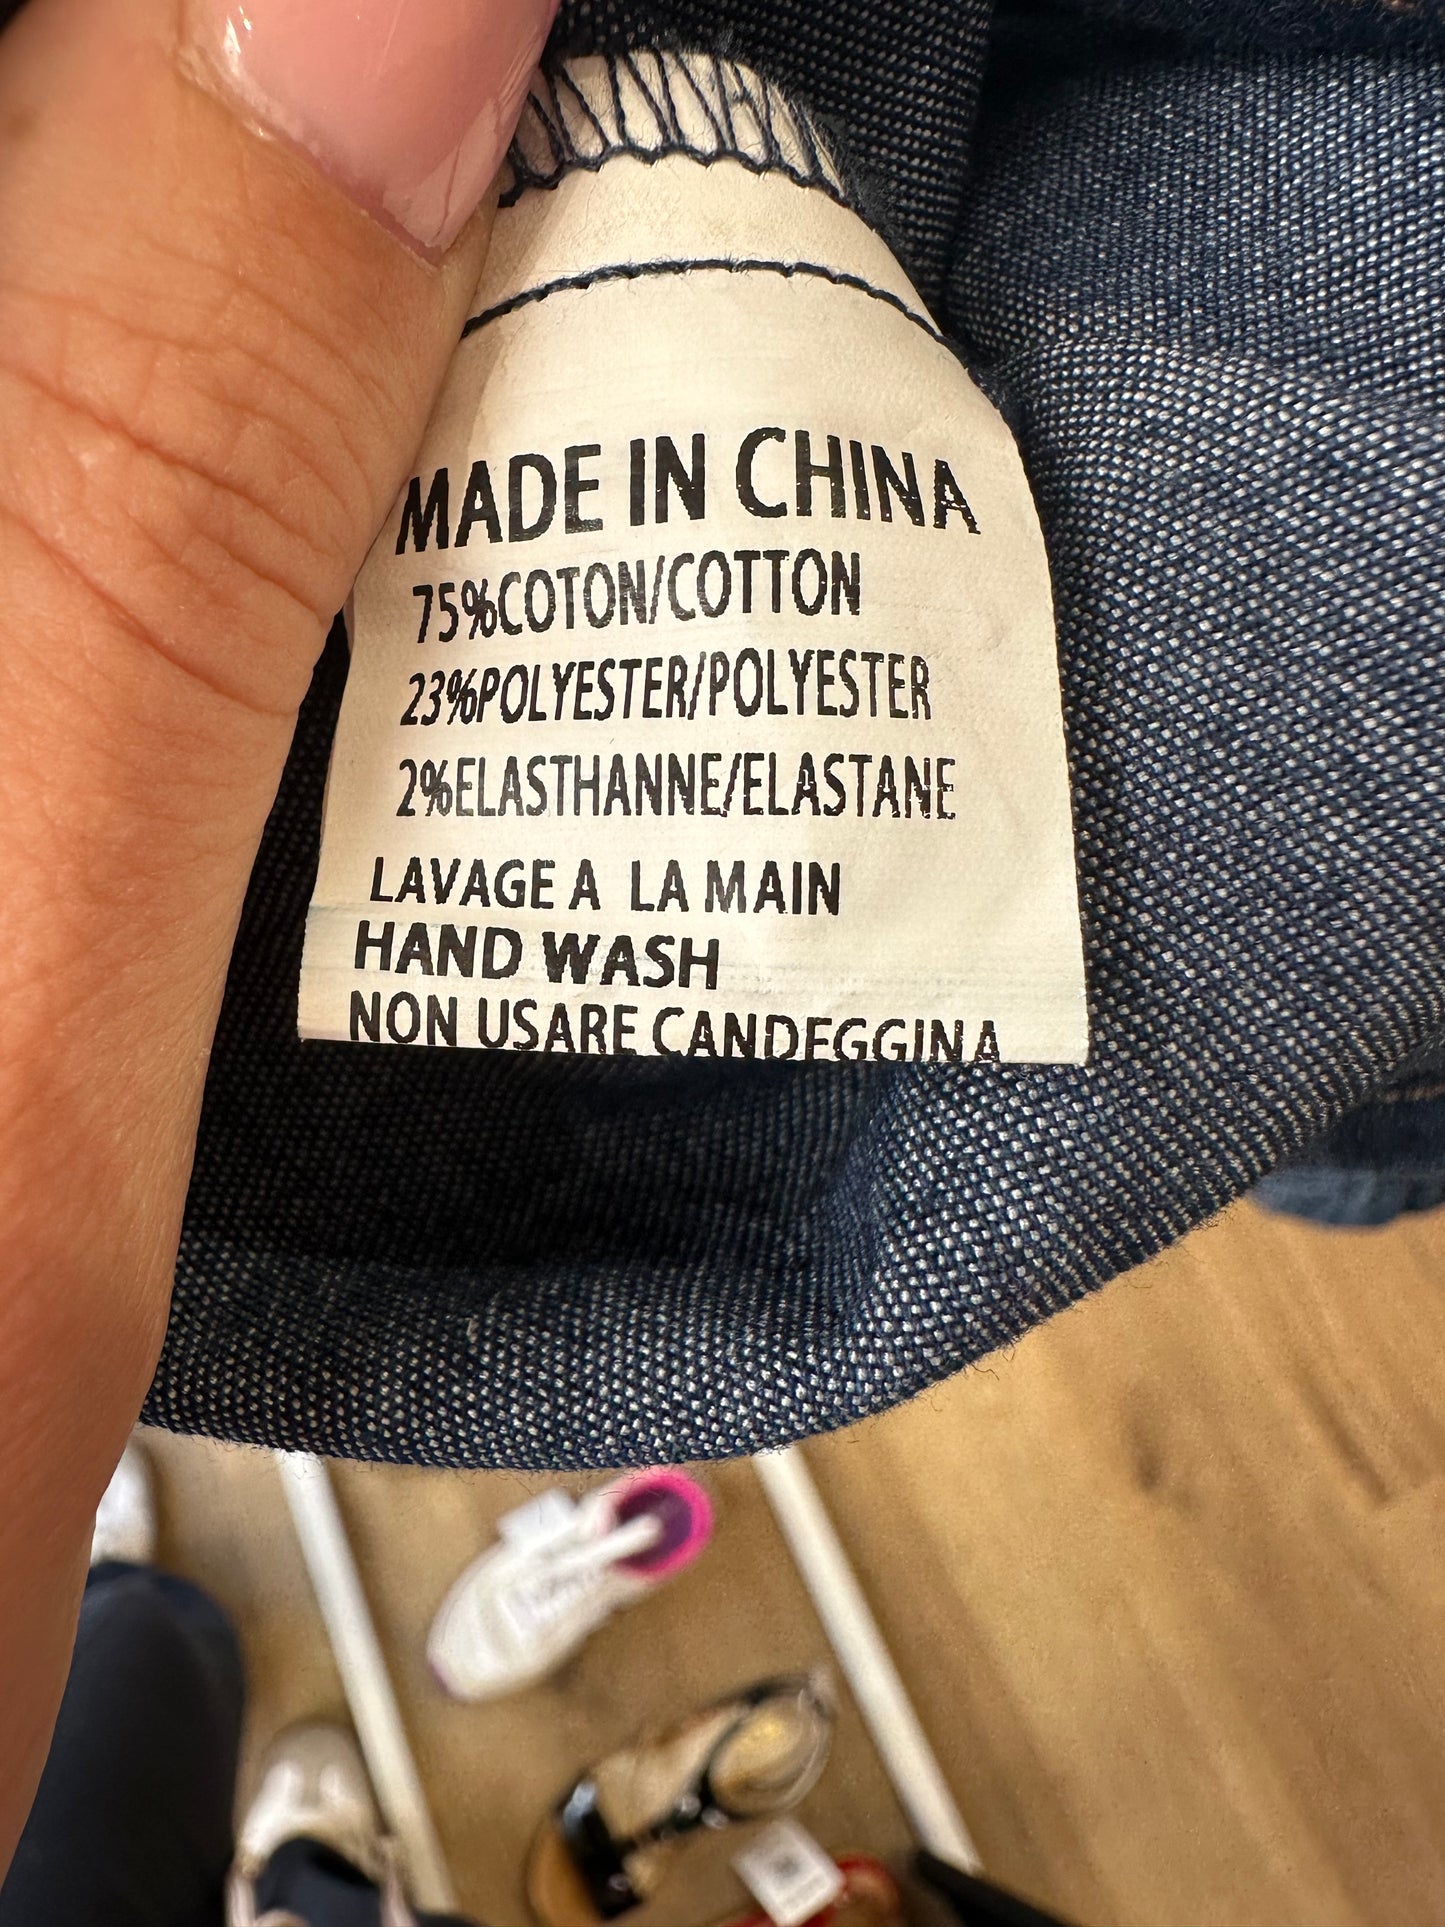 MADE IN CHINA
75%COTON/COTTON
23%POLYESTER/POLYESTER
2%ELASTHANNE/ELASTANE
LAVAGE A LA MAIN
HAND WASH
NON USARE CANDEGGINA